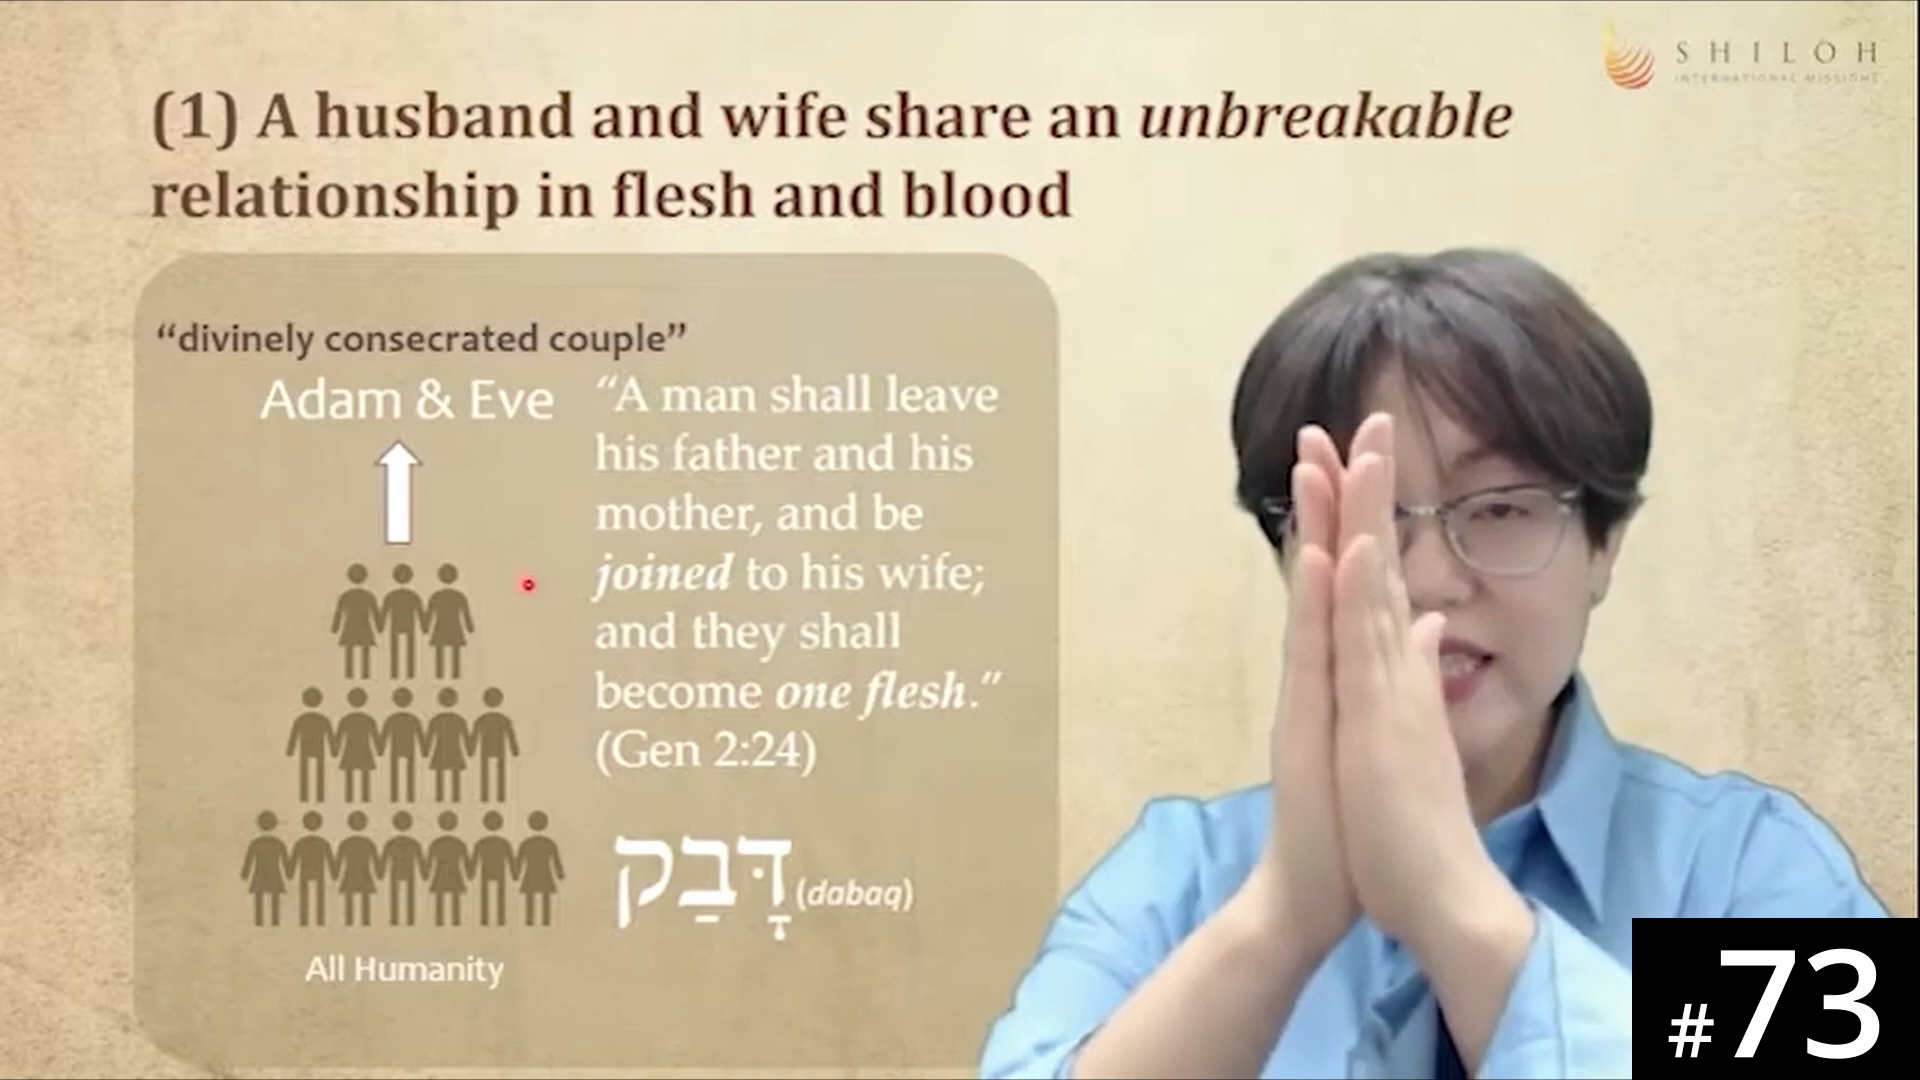 SHILOH
INTERNATIONAL MISSIONS
(1) A husband and wife share an unbreakable
relationship in flesh and blood
“divinely consecrated couple”
Adam & Eve
“A man shall leave
his father and his
mother, and be
joined to his wife;
and they shall
become one flesh.”
(Gen 2:24)
דָּבַק (dabaq)
All Humanity
#73